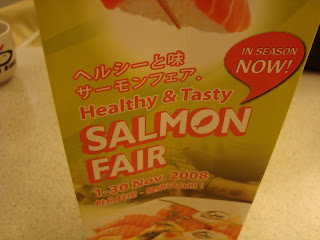 IN SEASON
NOW!
ヘルシーと味
サーモンフェア.
Healthy & Tasty
SALMON
FAIR
1-30 Nov. 2008